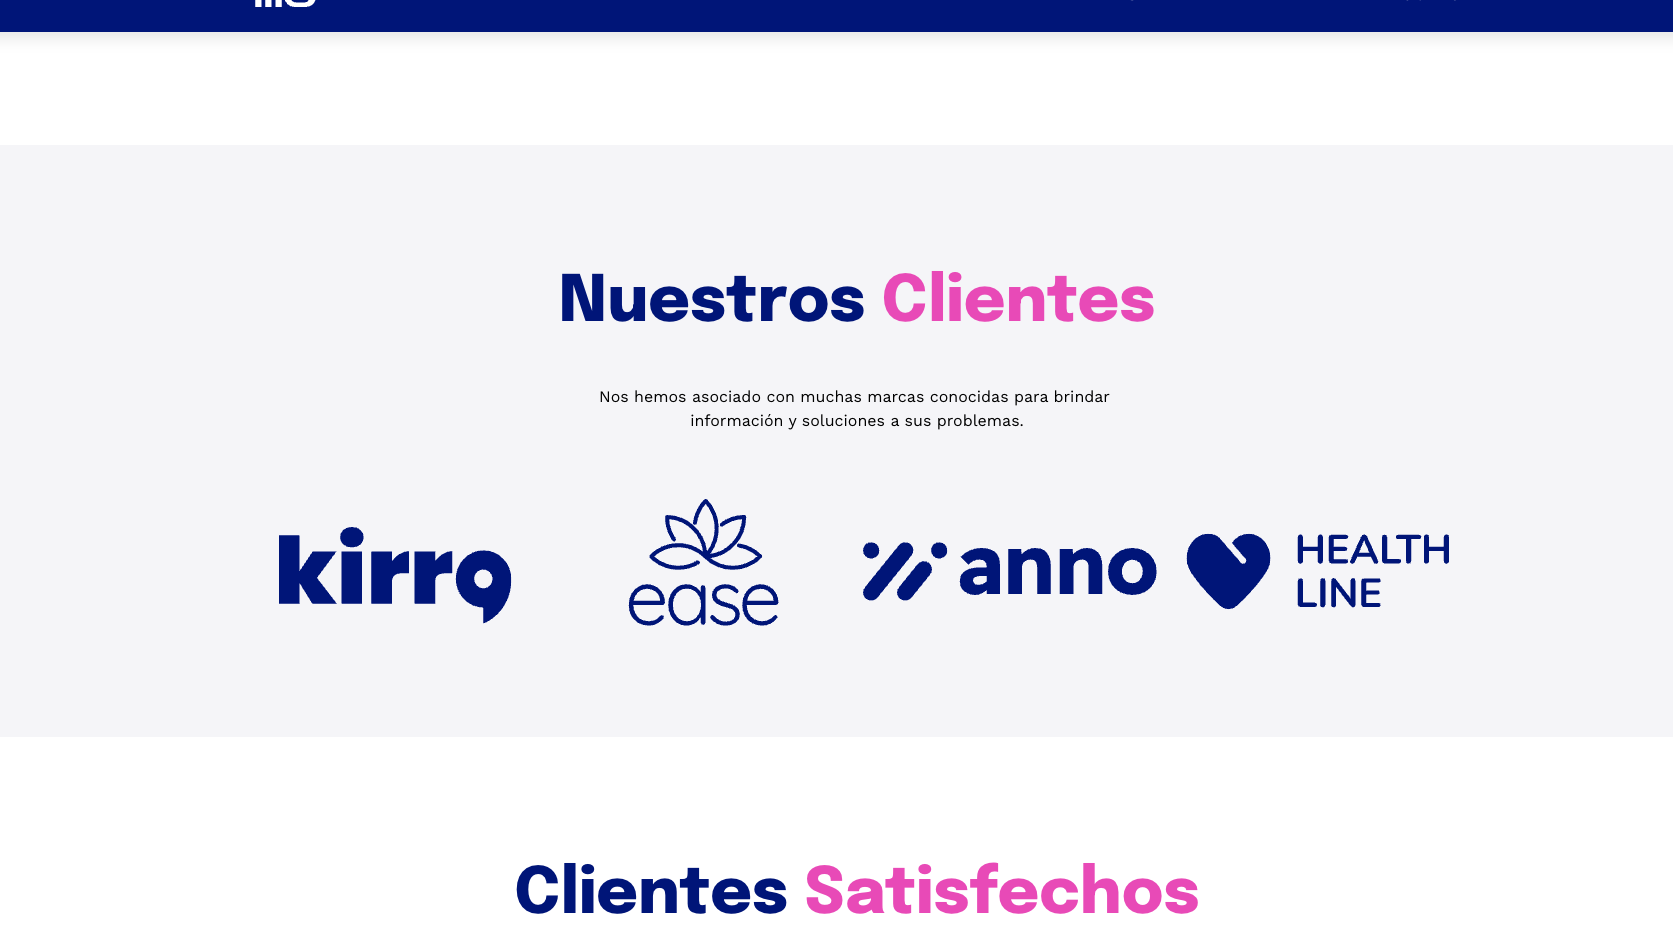 Nuestros Clientes
Nos hemos asociado con muchas marcas conocidas para brindar
información y soluciones a sus problemas.
kirro
ease
anno
HEALTH
LINE
Clientes Satisfechos